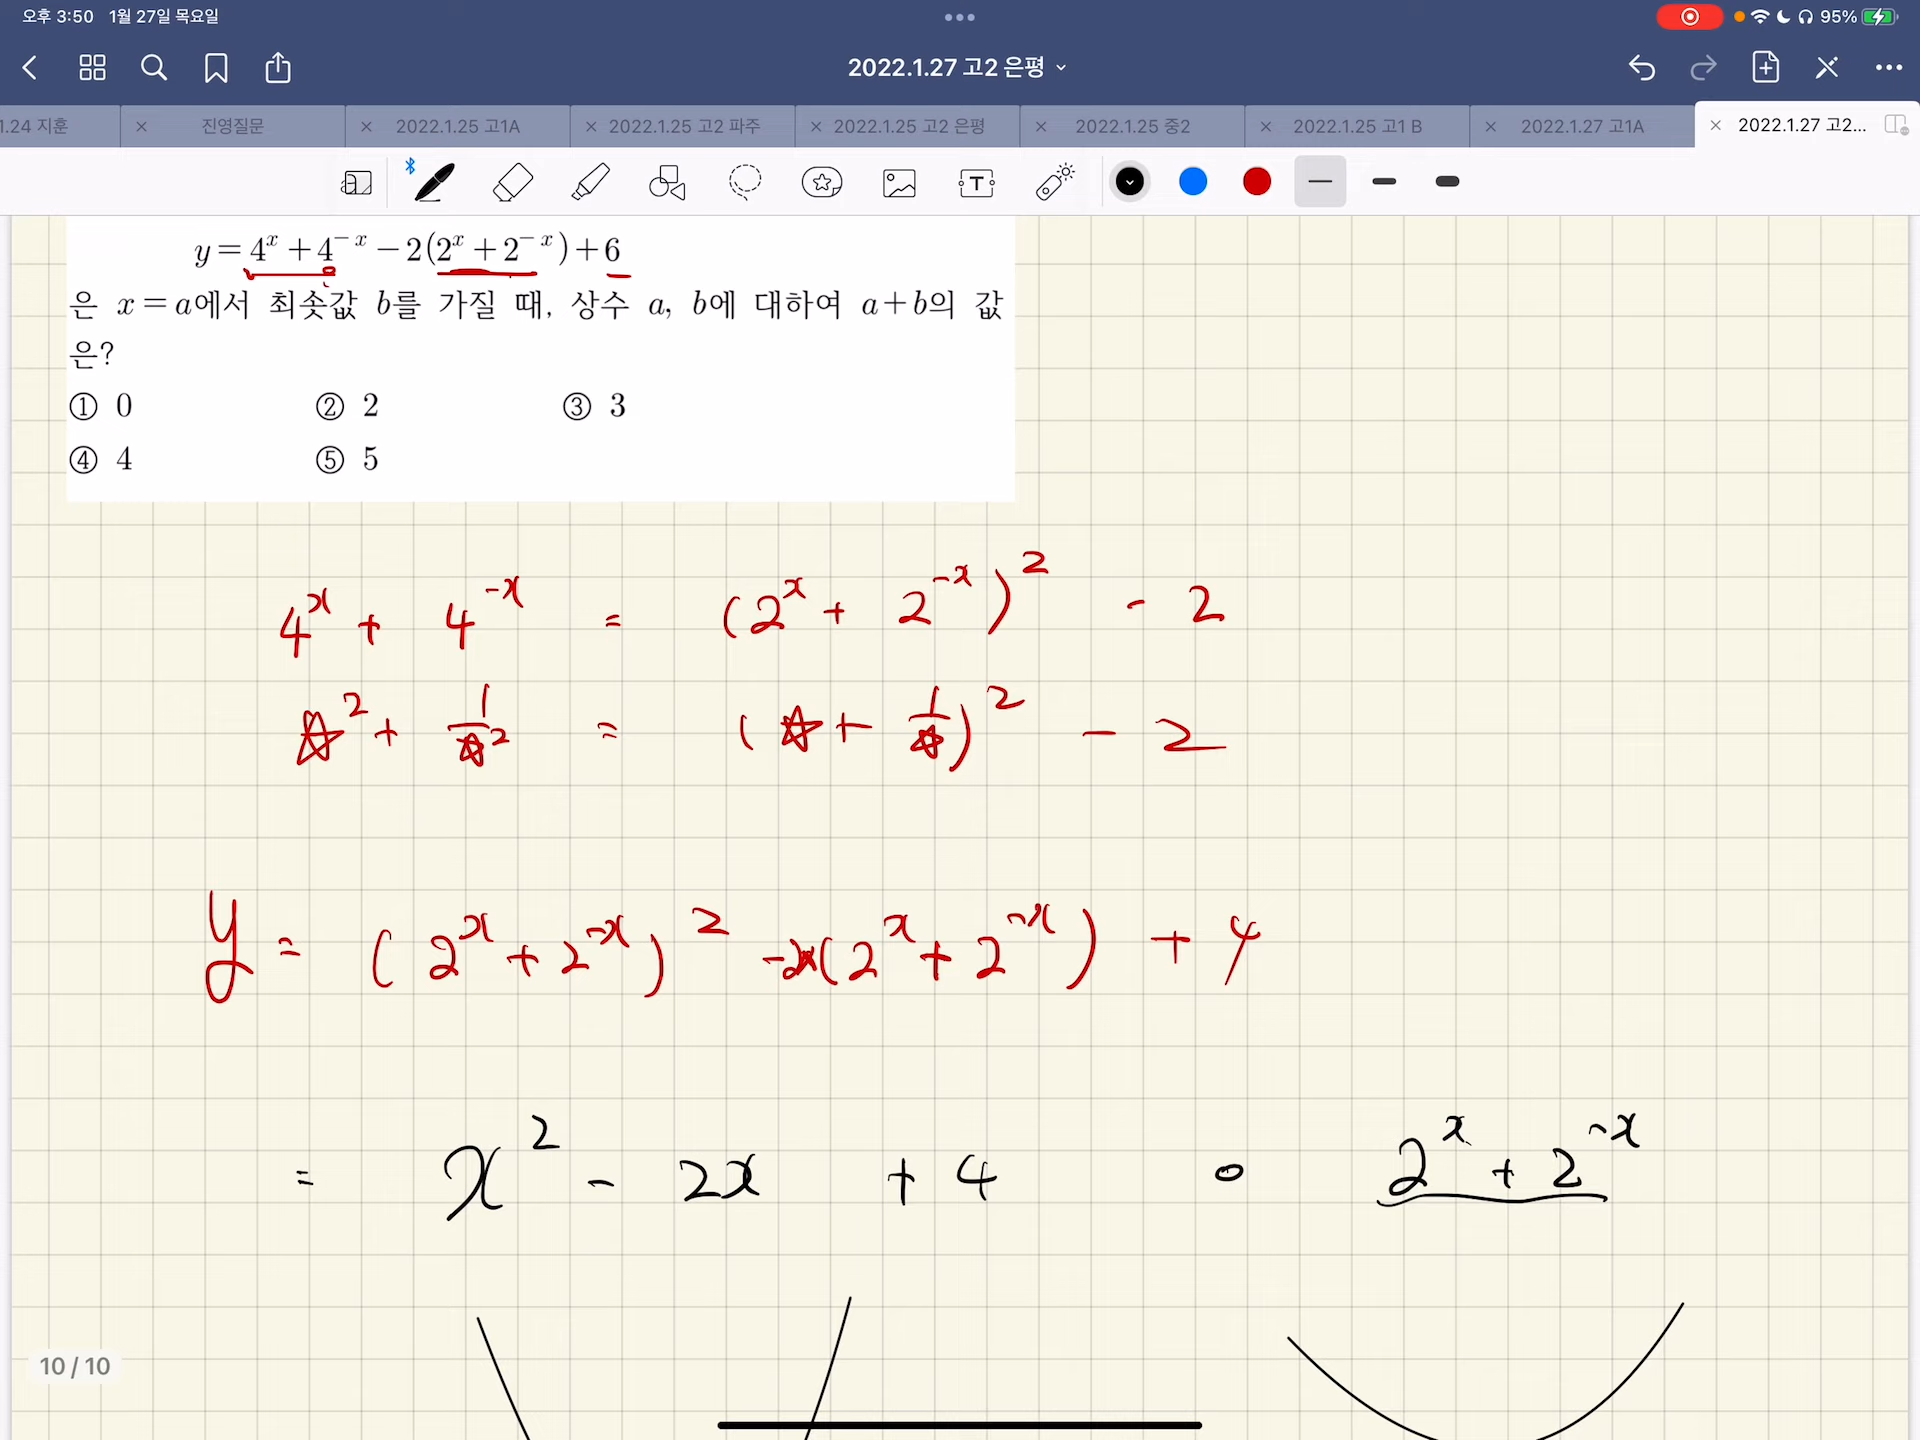 오후 3:50 1월 27일 목요일
95%
2022.1.27 고2 은평
1.24 지훈
진영질문
2022.1.25 고1A
2022.1.25 고2 파주
2022.1.25 고2 은평
2022.1.25 중2
2022.1.25 고1 B
2022.1.27 고1A
2022.1.27 고2...
y = 4^x + 4^{-x} - 2(2^x + 2^{-x}) + 6
은 x = a에서 최솟값 b를 가질 때, 상수 a, b에 대하여 a + b의 값
은?
① 0 ② 2 ③ 3
④ 4 ⑤ 5
4^x + 4^{-x} = (2^x + 2^{-x})^2 - 2
☆^2 + 1/☆^2 = (☆ + 1/☆)^2 - 2
y = (2^x + 2^{-x})^2 - 2(2^x + 2^{-x}) + 4
= x^2 - 2x + 4 2^x + 2^{-x}
10 / 10